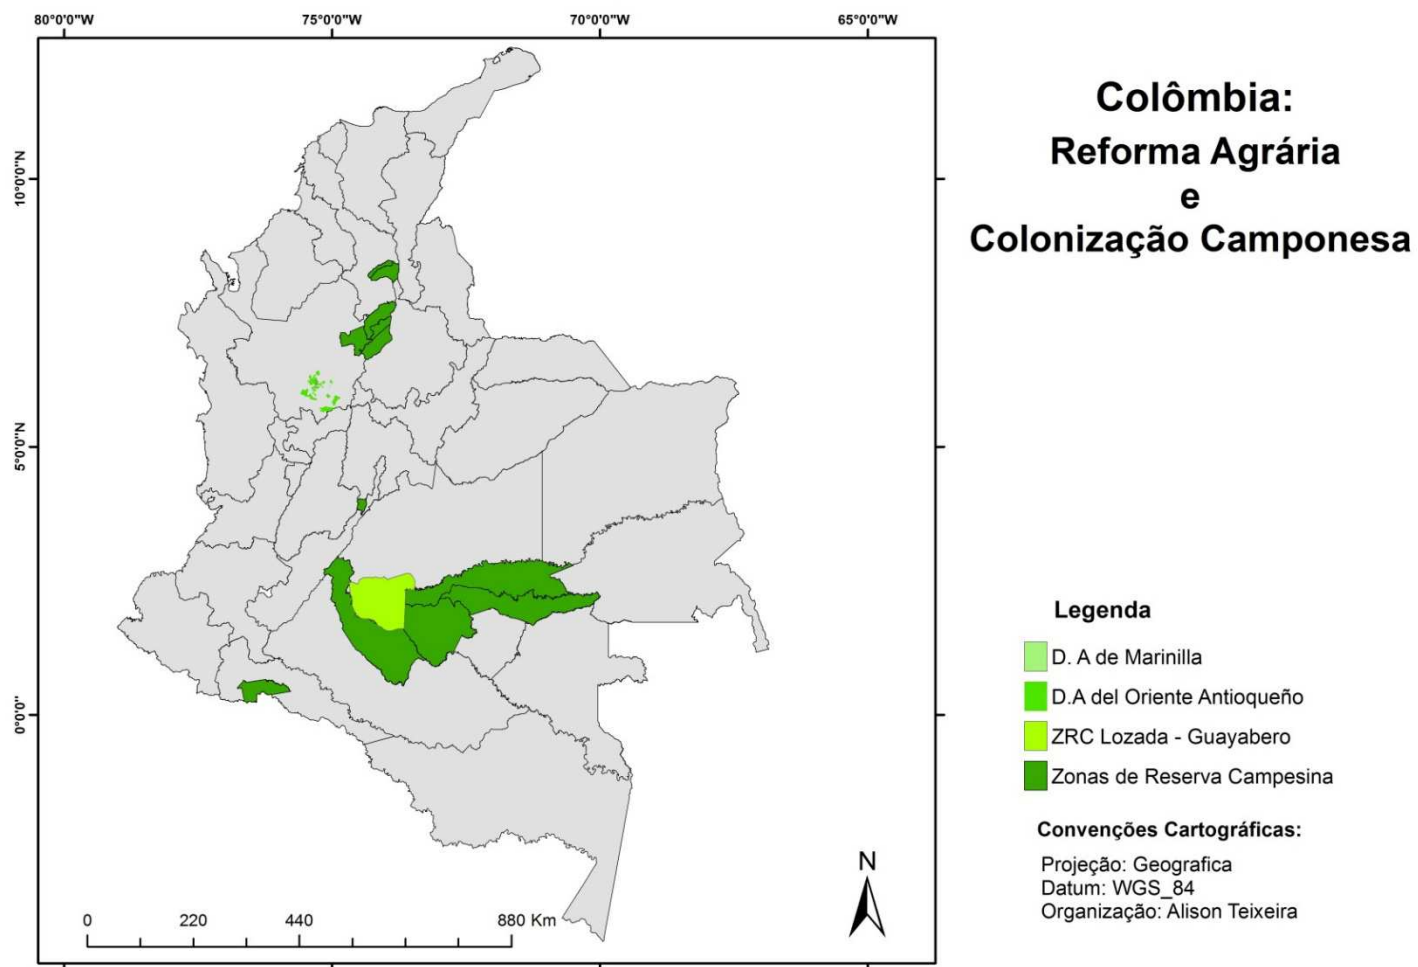 80°0'0"W
75°0'0"W
70°0'0"W
65°0'0"W
10°0'0"N
5°0'0"N
0°0'0"
Colômbia:
Reforma Agrária
e
Colonização Camponesa
Legenda
D. A de Marinilla
D.A del Oriente Antioqueño
ZRC Lozada - Guayabero
Zonas de Reserva Campesina
Convenções Cartográficas:
Projeção: Geografica
Datum: WGS_84
Organização: Alison Teixeira
N
0 220 440 880 Km